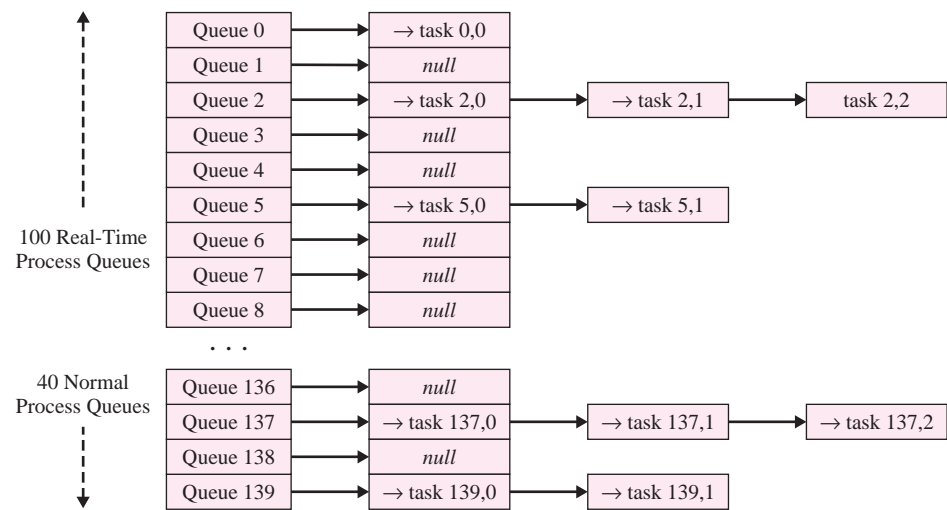 Queue 0 → task 0,0
Queue 1 null
Queue 2 → task 2,0 → task 2,1 task 2,2
Queue 3 null
Queue 4 null
Queue 5 → task 5,0 → task 5,1
100 Real-Time
Process Queues
Queue 6 null
Queue 7 null
Queue 8 null
. . .
40 Normal
Process Queues
Queue 136 null
Queue 137 → task 137,0 → task 137,1 → task 137,2
Queue 138 null
Queue 139 → task 139,0 → task 139,1